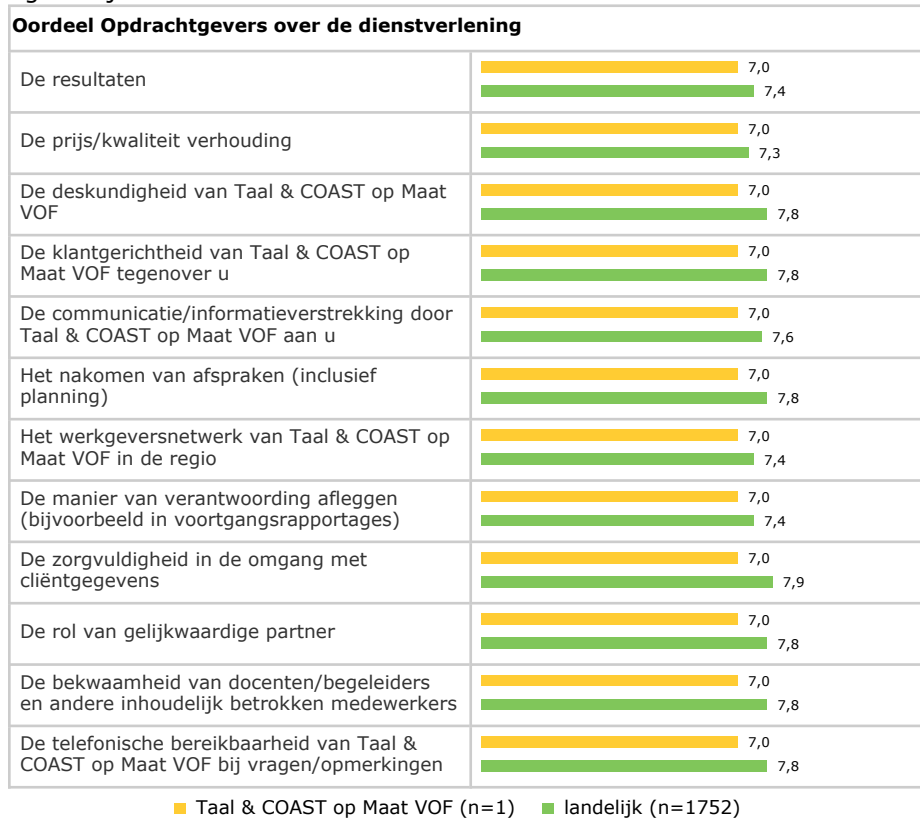 Oordeel Opdrachtgevers over de dienstverlening
De resultaten
7,0
7,4
De prijs/kwaliteit verhouding
7,0
7,3
De deskundigheid van Taal & COAST op Maat
VOF
7,0
7,8
De klantgerichtheid van Taal & COAST op
Maat VOF tegenover u
7,0
7,8
De communicatie/informatieverstrekking door
Taal & COAST op Maat VOF aan u
7,0
7,6
Het nakomen van afspraken (inclusief
planning)
7,0
7,8
Het werkgeversnetwerk van Taal & COAST op
Maat VOF in de regio
7,0
7,4
De manier van verantwoording afleggen
(bijvoorbeeld in voortgangsrapportages)
7,0
7,4
De zorgvuldigheid in de omgang met
cliëntgegevens
7,0
7,9
De rol van gelijkwaardige partner
7,0
7,8
De bekwaamheid van docenten/begeleiders
en andere inhoudelijk betrokken medewerkers
7,0
7,8
De telefonische bereikbaarheid van Taal &
COAST op Maat VOF bij vragen/opmerkingen
7,0
7,8
Taal & COAST op Maat VOF (n=1) landelijk (n=1752)